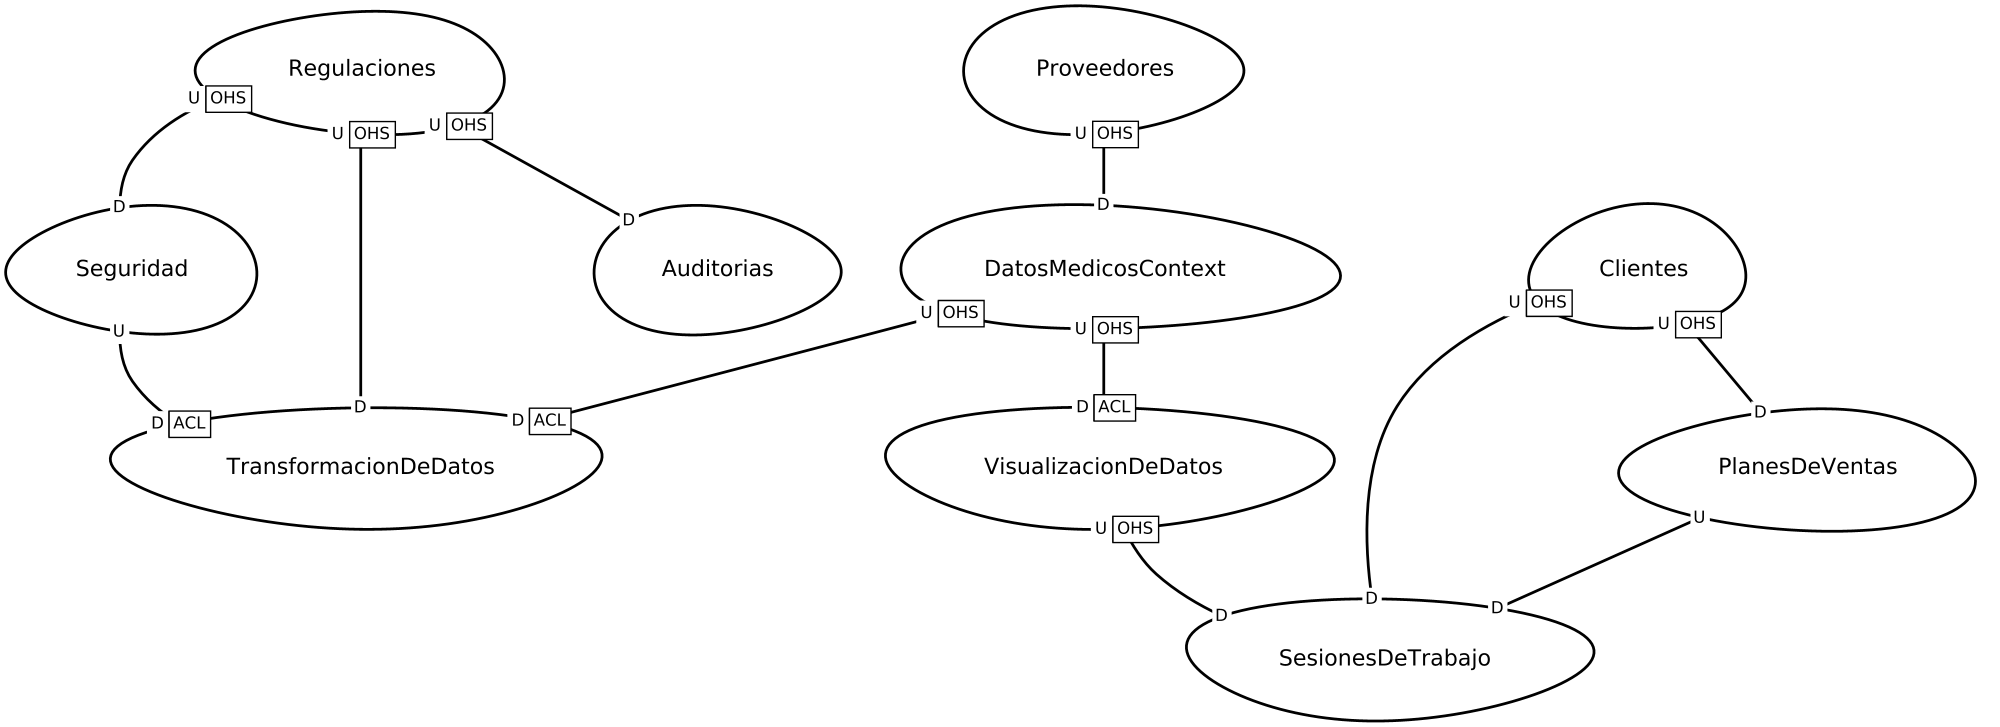 Regulaciones
Proveedores
U OHS
U OHS
U OHS
U OHS
D
D
D
Seguridad
Auditorias
DatosMedicosContext
Clientes
U
U OHS
U OHS
U OHS
U OHS
D ACL
D
D ACL
D ACL
D
TransformacionDeDatos
VisualizacionDeDatos
PlanesDeVentas
U OHS
U
D
D
D
SesionesDeTrabajo